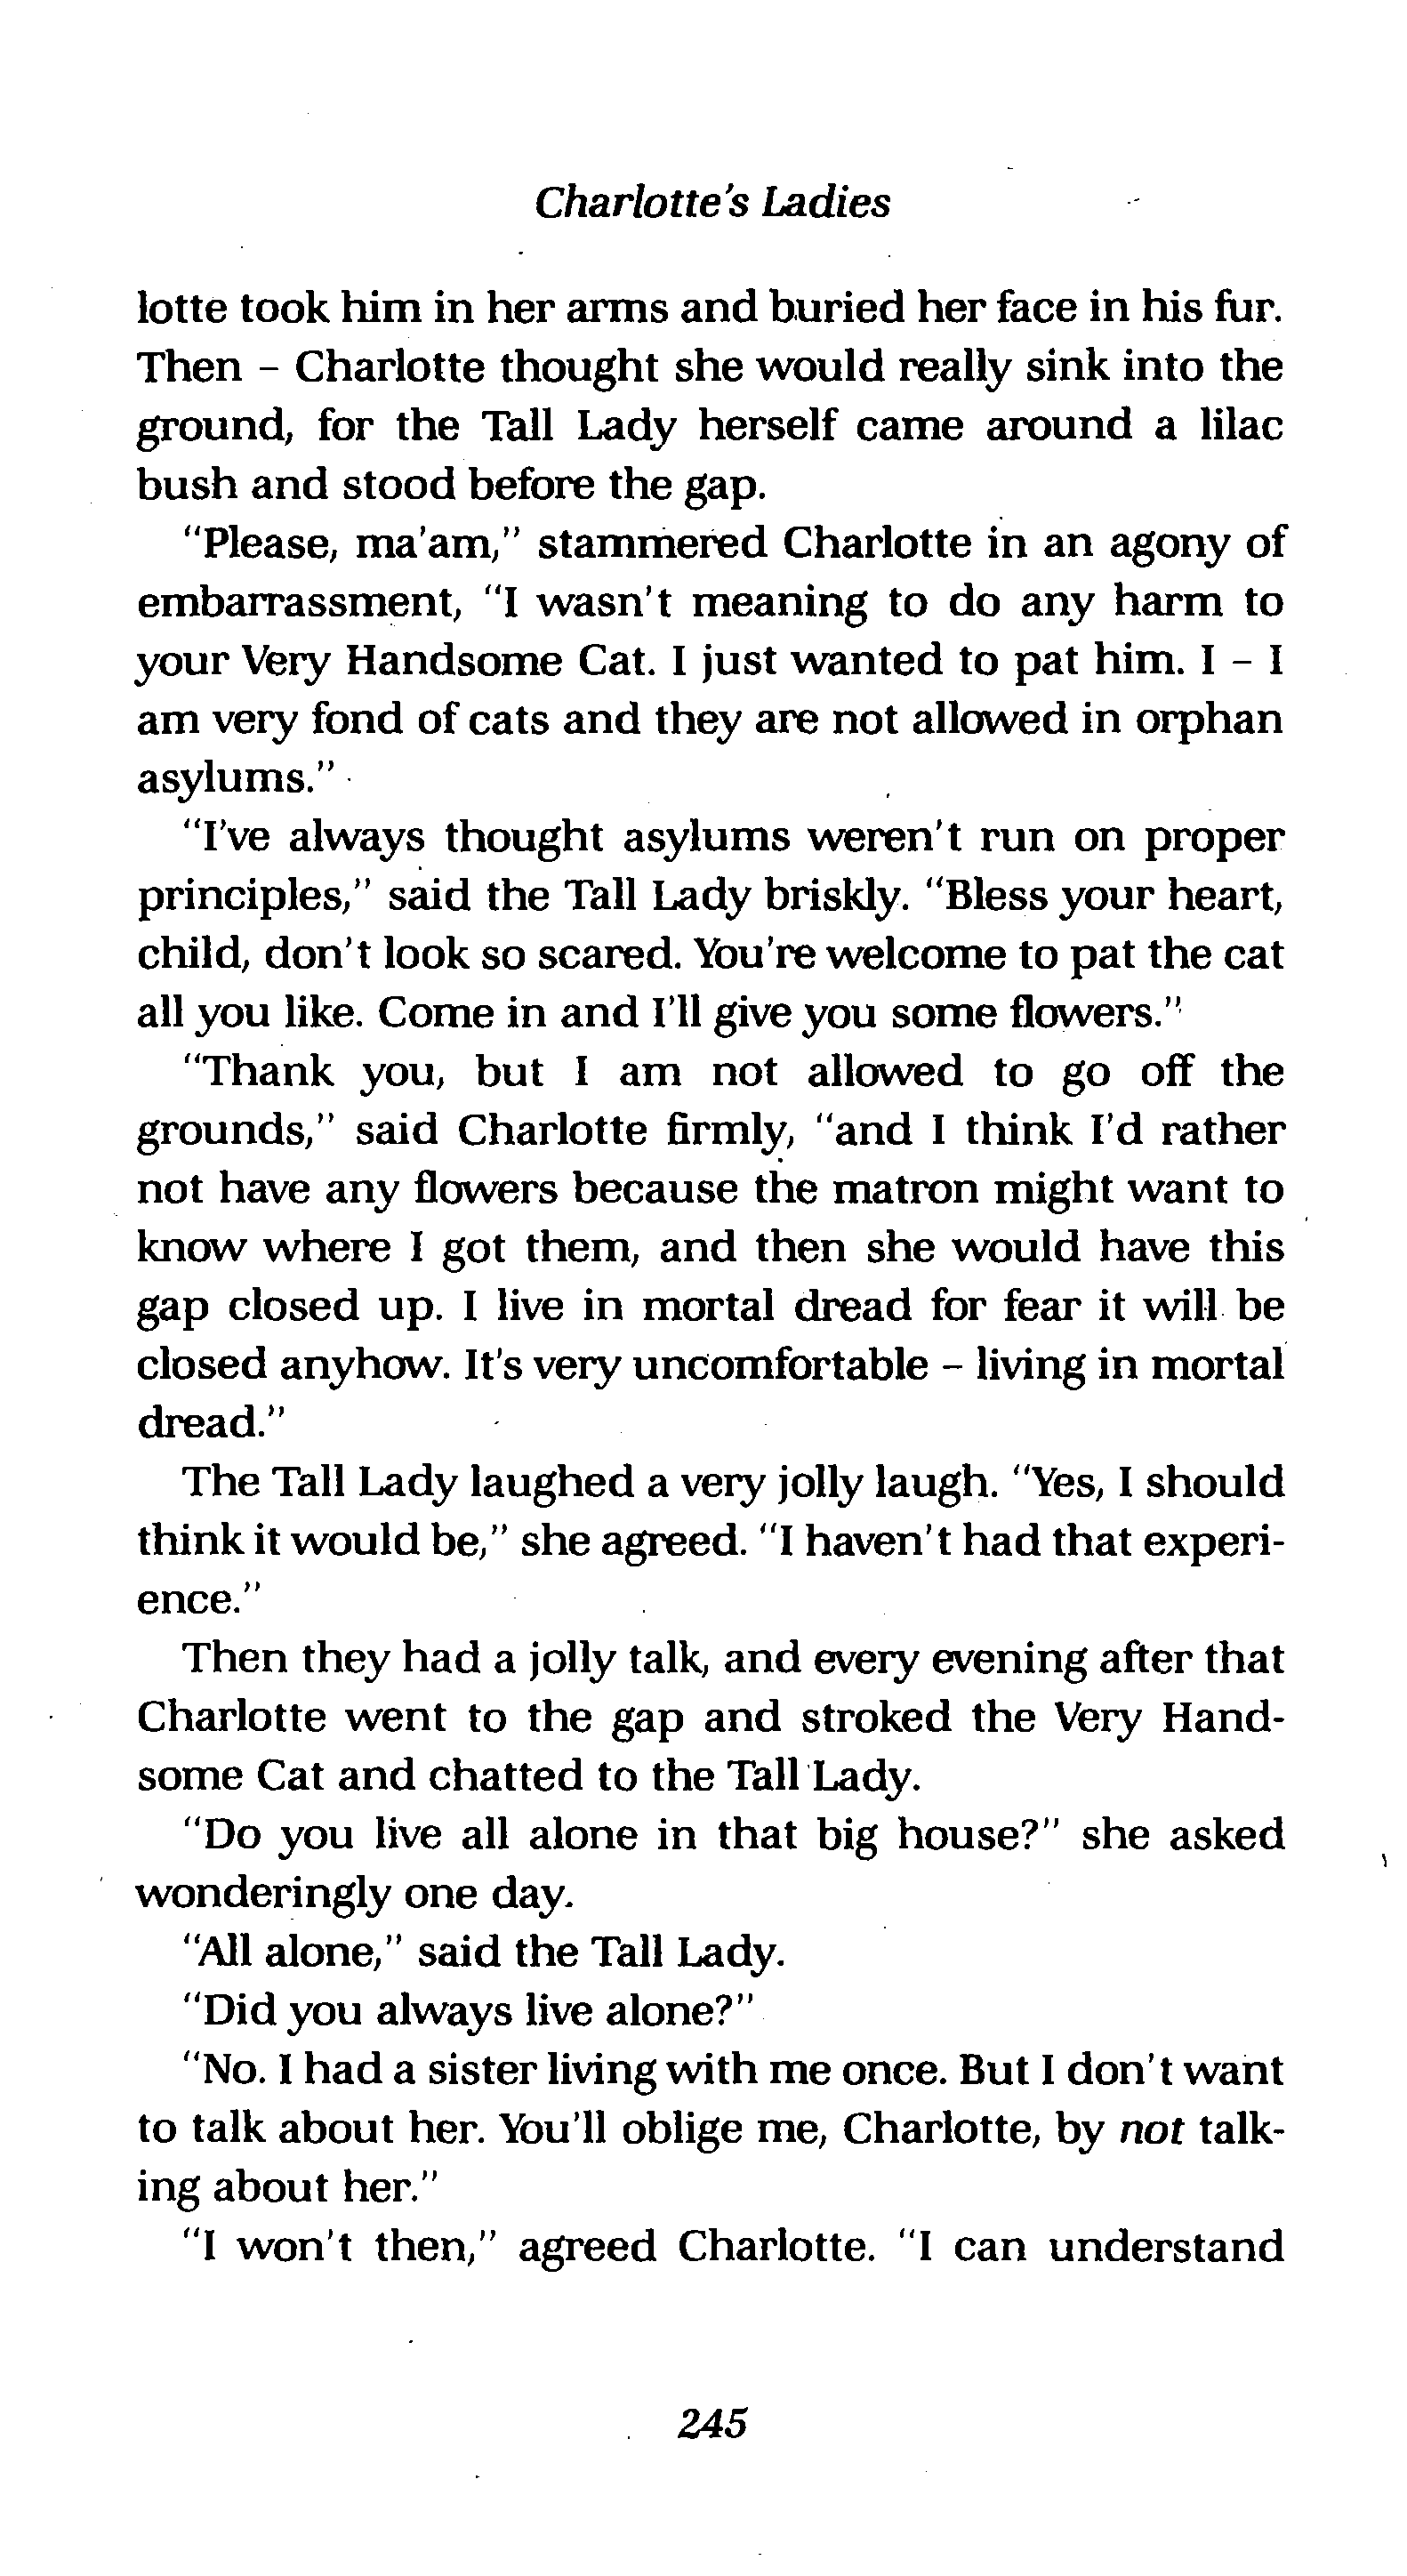 Charlotte's Ladies
lotte took him in her arms and buried her face in his fur.
Then – Charlotte thought she would really sink into the
ground, for the Tall Lady herself came around a lilac
bush and stood before the gap.
"Please, ma'am," stammered Charlotte in an agony of
embarrassment, "I wasn't meaning to do any harm to
your Very Handsome Cat. I just wanted to pat him. I – I
am very fond of cats and they are not allowed in orphan
asylums."
"I've always thought asylums weren't run on proper
principles," said the Tall Lady briskly. "Bless your heart,
child, don't look so scared. You're welcome to pat the cat
all you like. Come in and I'll give you some flowers."
"Thank you, but I am not allowed to go off the
grounds," said Charlotte firmly, "and I think I'd rather
not have any flowers because the matron might want to
know where I got them, and then she would have this
gap closed up. I live in mortal dread for fear it will be
closed anyhow. It's very uncomfortable – living in mortal
dread."
The Tall Lady laughed a very jolly laugh. "Yes, I should
think it would be," she agreed. "I haven't had that experi-
ence."
Then they had a jolly talk, and every evening after that
Charlotte went to the gap and stroked the Very Hand-
some Cat and chatted to the Tall Lady.
"Do you live all alone in that big house?" she asked
wonderingly one day.
"All alone," said the Tall Lady.
"Did you always live alone?"
"No. I had a sister living with me once. But I don't want
to talk about her. You'll oblige me, Charlotte, by not talk-
ing about her."
"I won't then," agreed Charlotte. "I can understand
245